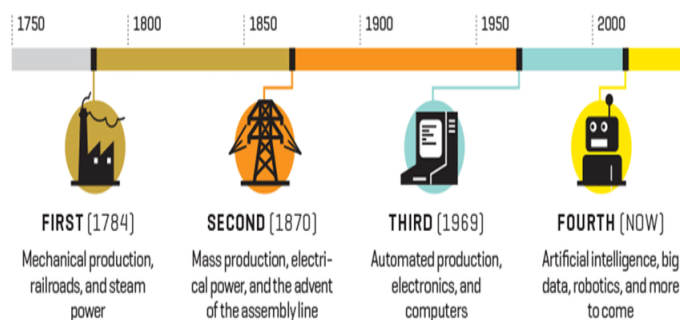 1750 1800 1850 1900 1950 2000
FIRST (1784)
Mechanical production,
railroads, and steam
power
SECOND (1870)
Mass production, electri-
cal power, and the advent
of the assembly line
THIRD (1969)
Automated production,
electronics, and
computers
FOURTH (NOW)
Artificial intelligence, big
data, robotics, and more
to come